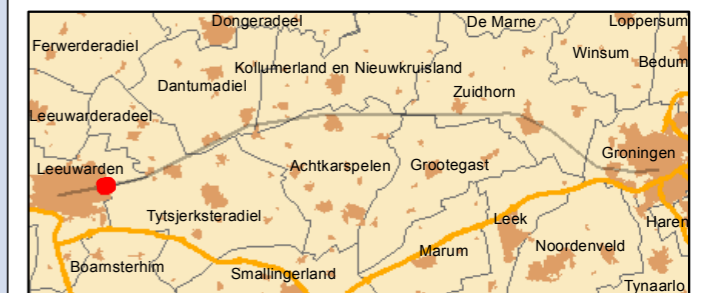 Dongeradeel
De Marne
Loppersum
Ferwerderadiel
Winsum
Bedum
Kollumerland en Nieuwkruisland
Dantumadiel
Zuidhorn
Leeuwarderadeel
Groningen
Leeuwarden
Achtkarspelen
Grootegast
Tytsjerksteradiel
Leek
Haren
Noordenveld
Marum
Boarnsterhim
Smallingerland
Tynaarlo